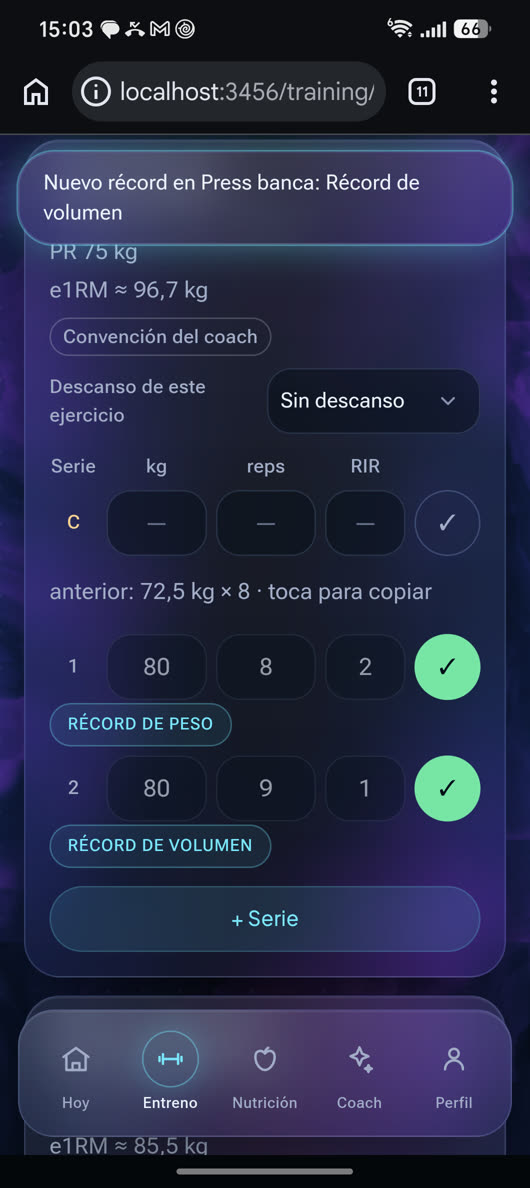 15:03
6
66
localhost:3456/training/
11
Nuevo récord en Press banca: Récord de
volumen
PR 75 kg
e1RM ≈ 96,7 kg
Convención del coach
Descanso de este
ejercicio
Sin descanso
Serie kg reps RIR
C — — — ✓
anterior: 72,5 kg × 8 · toca para copiar
1 80 8 2 ✓
RÉCORD DE PESO
2 80 9 1 ✓
RÉCORD DE VOLUMEN
+ Serie
Hoy Entreno Nutrición Coach Perfil
e1RM ≈ 85,5 kg